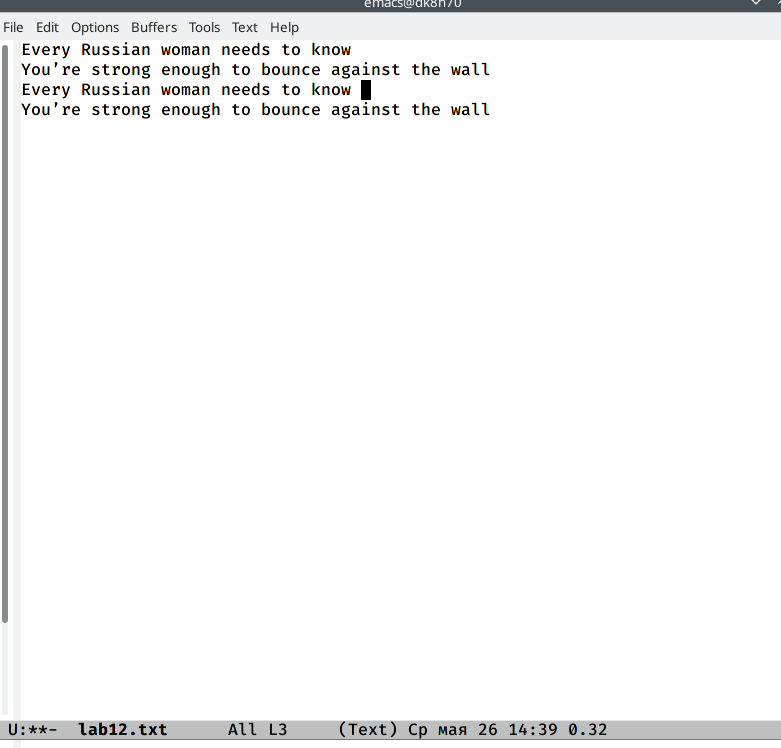 emacs@dk8n70
File Edit Options Buffers Tools Text Help
Every Russian woman needs to know
You’re strong enough to bounce against the wall
Every Russian woman needs to know
You’re strong enough to bounce against the wall
U:**-  lab12.txt      All L3     (Text) Ср мая 26 14:39 0.32